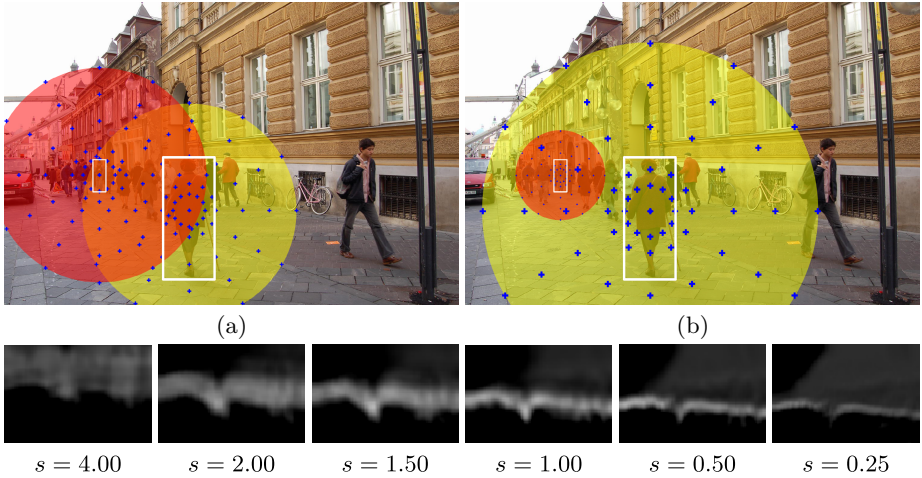 (a)
(b)
s = 4.00
s = 2.00
s = 1.50
s = 1.00
s = 0.50
s = 0.25